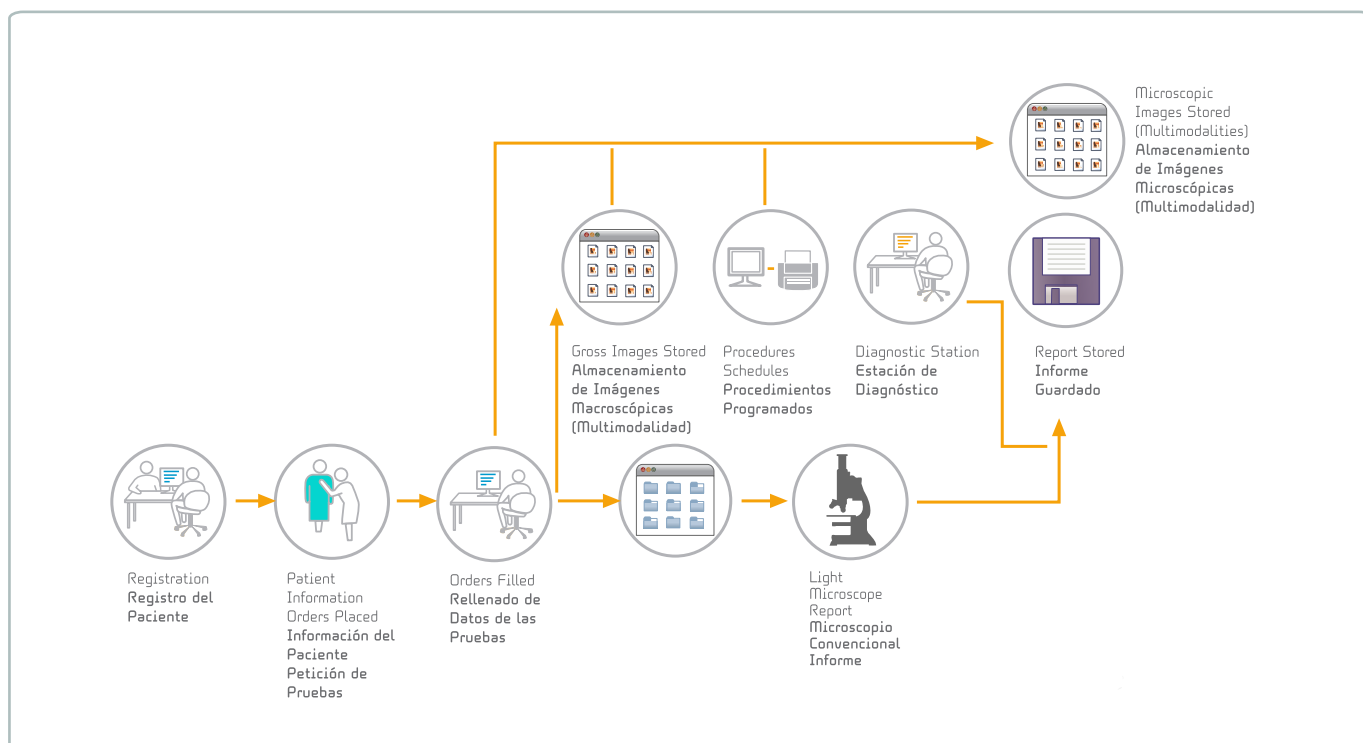 Microscopic
Images Stored
(Multimodalities)
Almacenamiento
de Imágenes
Microscópicas
(Multimodalidad)
Gross Images Stored
Almacenamiento
de Imágenes
Macroscópicas
(Multimodalidad)
Procedures
Schedules
Procedimientos
Programados
Diagnostic Station
Estación de
Diagnóstico
Report Stored
Informe
Guardado
Registration
Registro del
Paciente
Patient
Information
Orders Placed
Información del
Paciente
Petición de
Pruebas
Orders Filled
Rellenado de
Datos de las
Pruebas
Light
Microscope
Report
Microscopio
Convencional
Informe